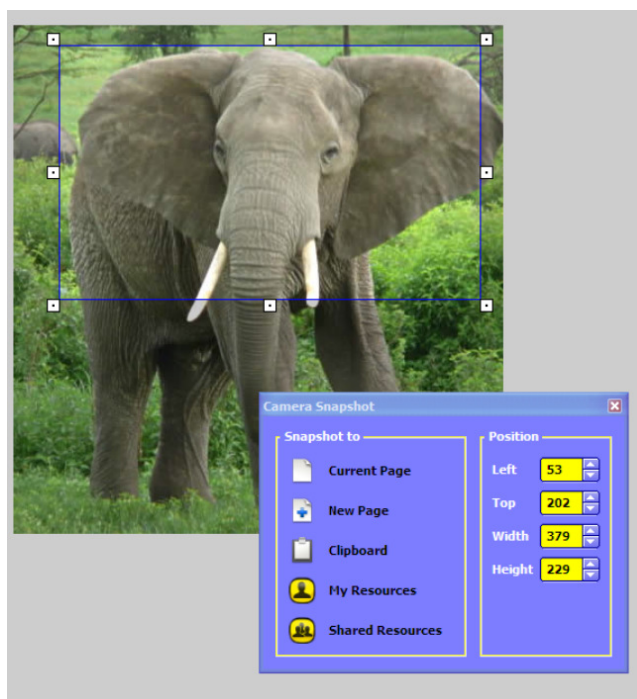 Camera Snapshot
Snapshot to
Current Page
New Page
Clipboard
My Resources
Shared Resources
Position
Left 53
Top 202
Width 379
Height 229